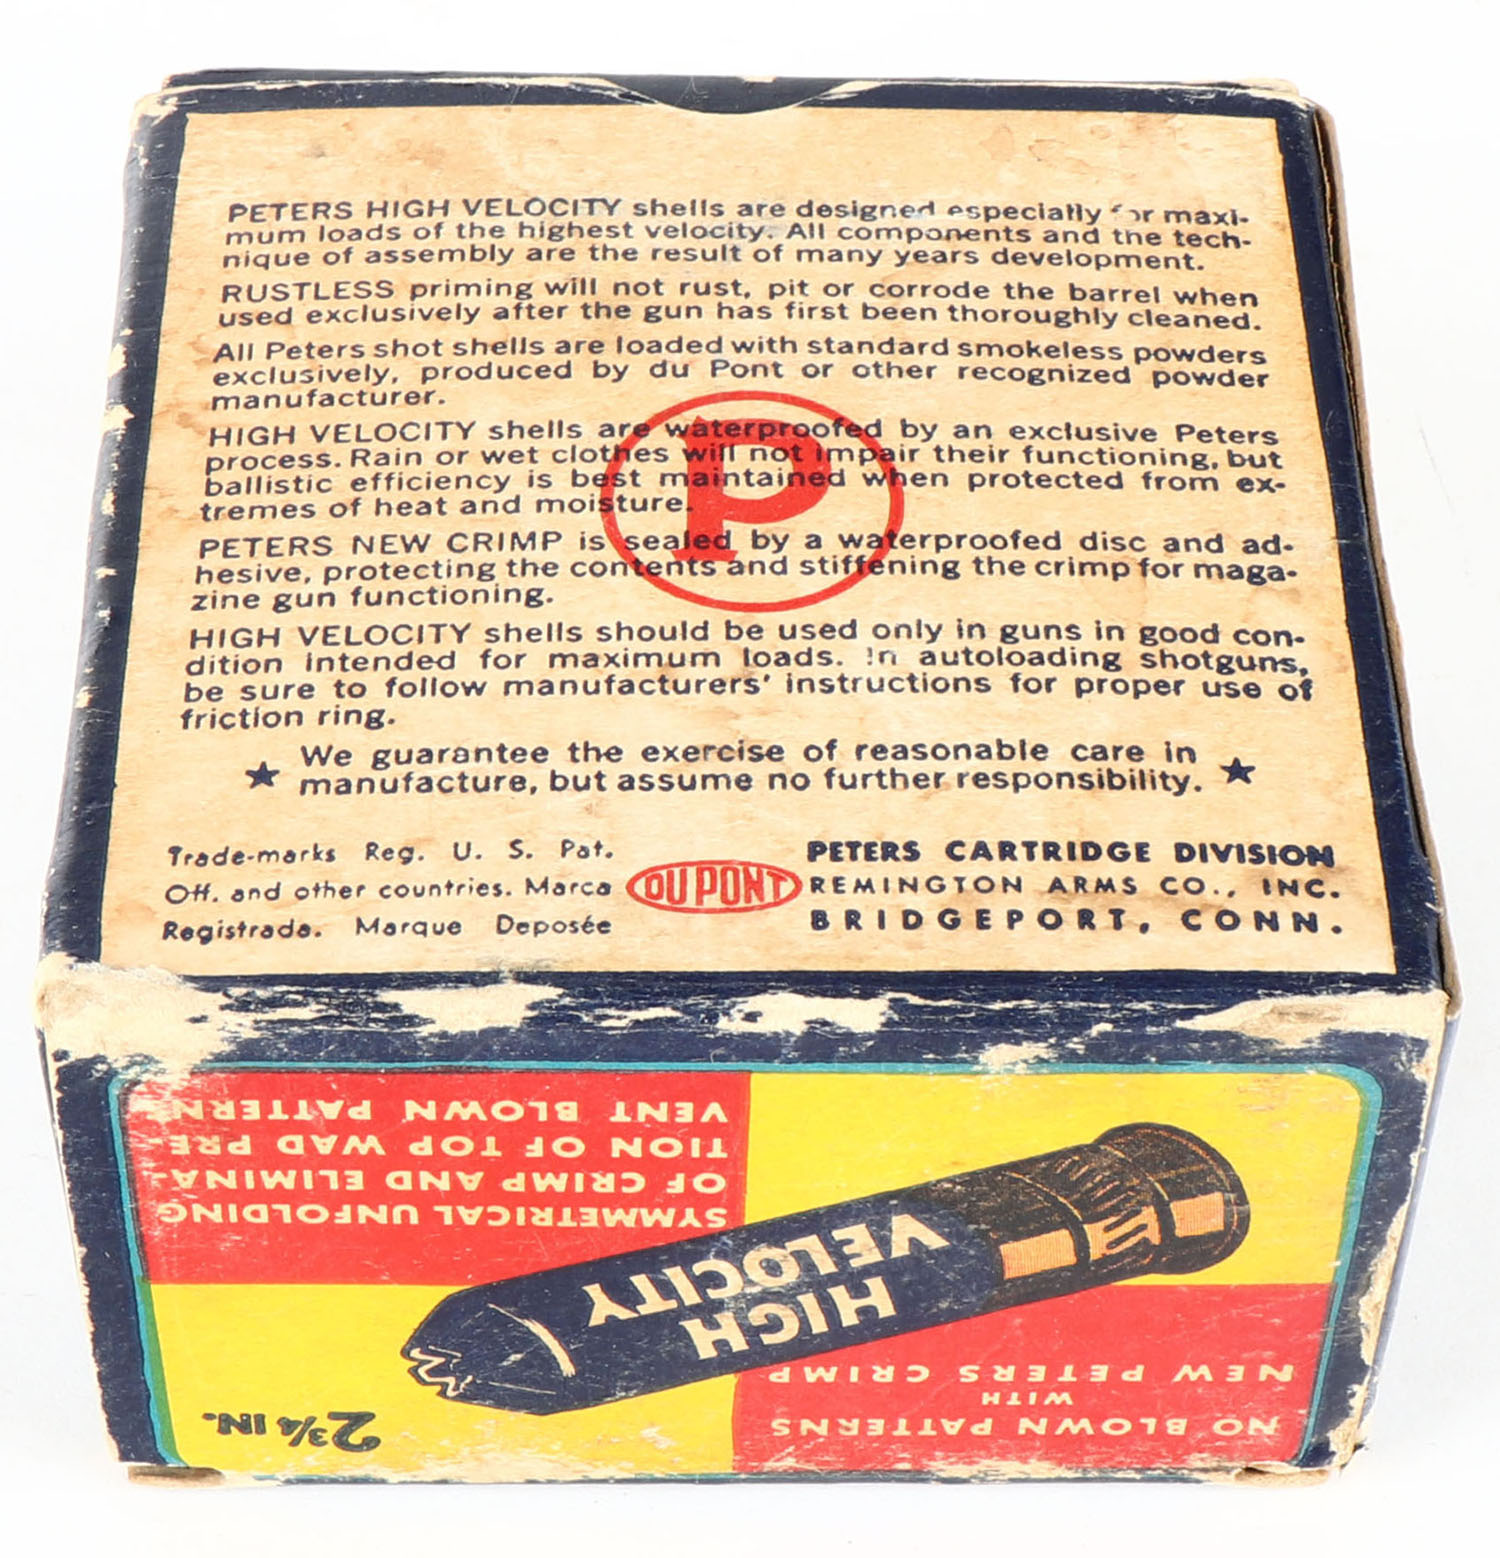 PETERS HIGH VELOCITY shells are designed especially for maxi-
mum loads of the highest velocity. All components and the tech-
nique of assembly are the result of many years development.
RUSTLESS priming will not rust, pit or corrode the barrel when
used exclusively after the gun has first been thoroughly cleaned.
All Peters shot shells are loaded with standard smokeless powders
exclusively, produced by du Pont or other recognized powder
manufacturer.
HIGH VELOCITY shells are waterproofed by an exclusive Peters
process. Rain or wet clothes will not impair their functioning, but
ballistic efficiency is best maintained when protected from ex-
tremes of heat and moisture.
P
PETERS NEW CRIMP is sealed by a waterproofed disc and ad-
hesive, protecting the contents and stiffening the crimp for maga-
zine gun functioning.
HIGH VELOCITY shells should be used only in guns in good con-
dition intended for maximum loads. In autoloading shotguns,
be sure to follow manufacturers' instructions for proper use of
friction ring.
★ We guarantee the exercise of reasonable care in
manufacture, but assume no further responsibility. ★
Trade-marks Reg. U. S. Pat.
Off. and other countries. Marca
Registrada. Marque Deposée
DU PONT
PETERS CARTRIDGE DIVISION
REMINGTON ARMS CO., INC.
BRIDGEPORT, CONN.
NO BLOWN PATTERNS
WITH
NEW PETERS CRIMP
HIGH
VELOCITY
2¾ IN.
SYMMETRICAL UNFOLDING
OF CRIMP AND ELIMINA-
TION OF TOP WAD PRE-
VENT BLOWN PATTERNS